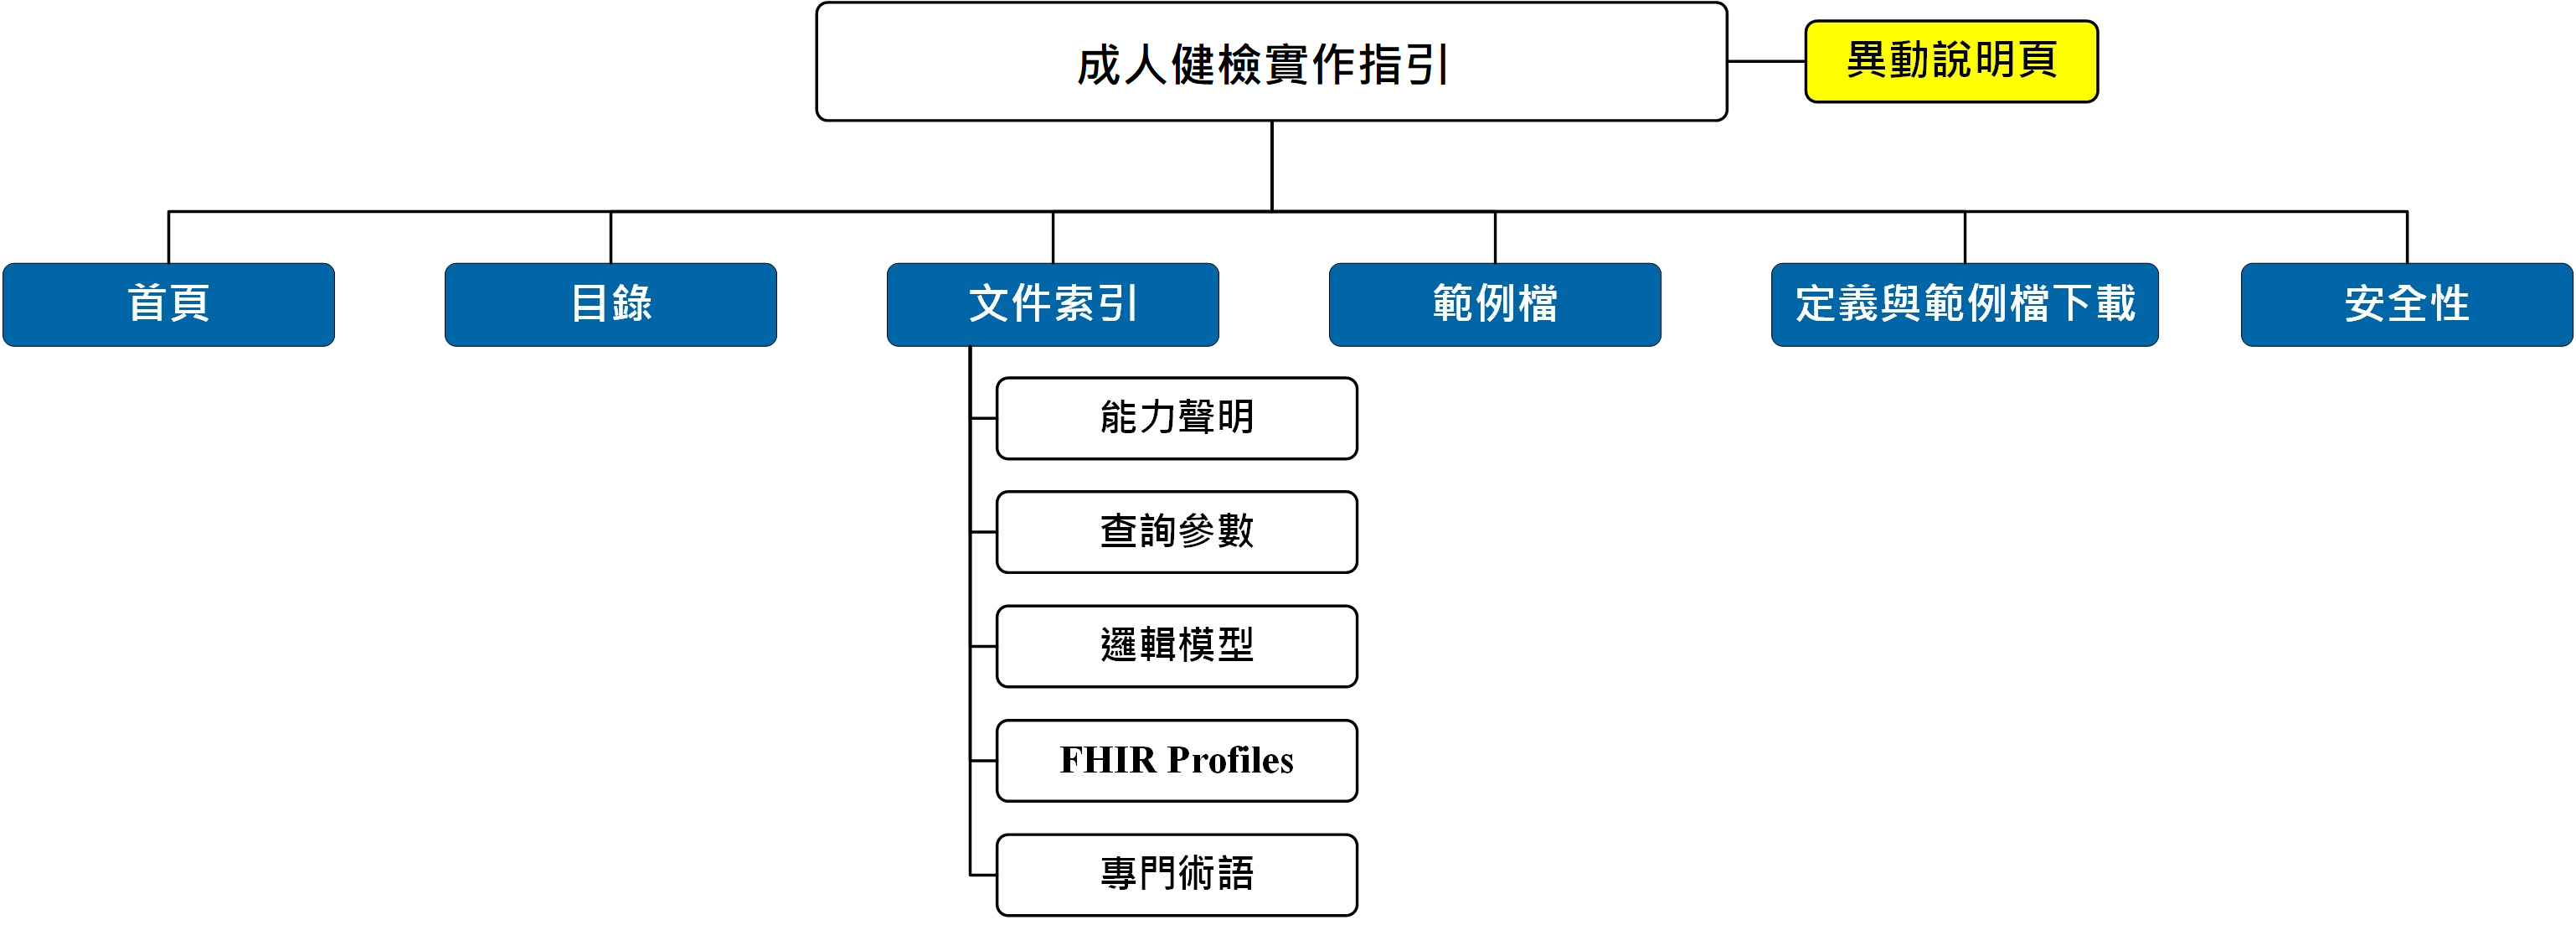 成人健檢實作指引
異動說明頁
首頁
目錄
文件索引
範例檔
定義與範例檔下載
安全性
能力聲明
查詢參數
邏輯模型
FHIR Profiles
專門術語